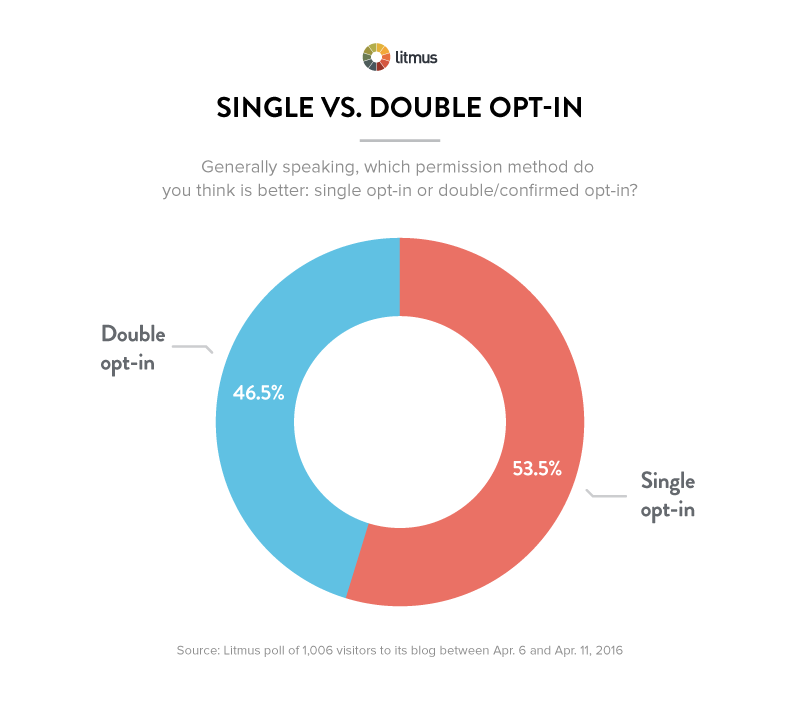 litmus
SINGLE VS. DOUBLE OPT-IN
Generally speaking, which permission method do
you think is better: single opt-in or double/confirmed opt-in?
Double
opt-in
46.5%
53.5%
Single
opt-in
Source: Litmus poll of 1,006 visitors to its blog between Apr. 6 and Apr. 11, 2016